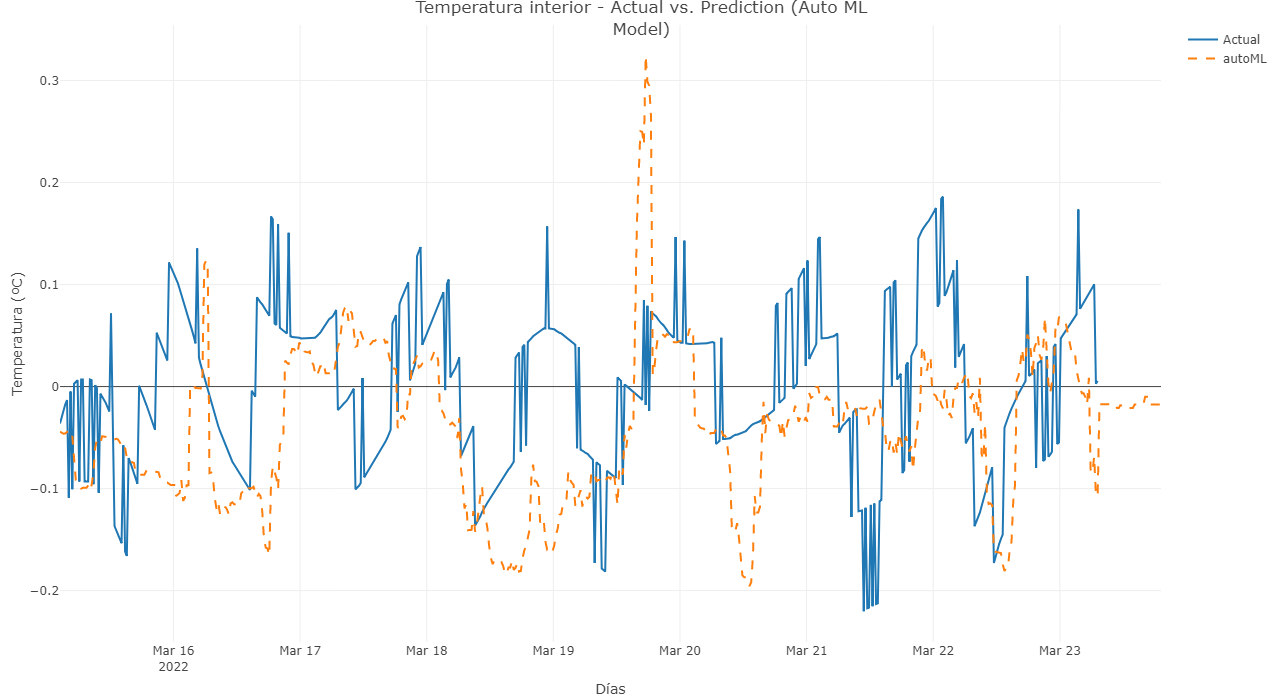 Temperatura interior - Actual vs. Prediction (Auto ML
Model)
Actual
autoML
Temperatura (ºC)
0.3
0.2
0.1
0
−0.1
−0.2
Mar 16
2022
Mar 17
Mar 18
Mar 19
Mar 20
Mar 21
Mar 22
Mar 23
Días